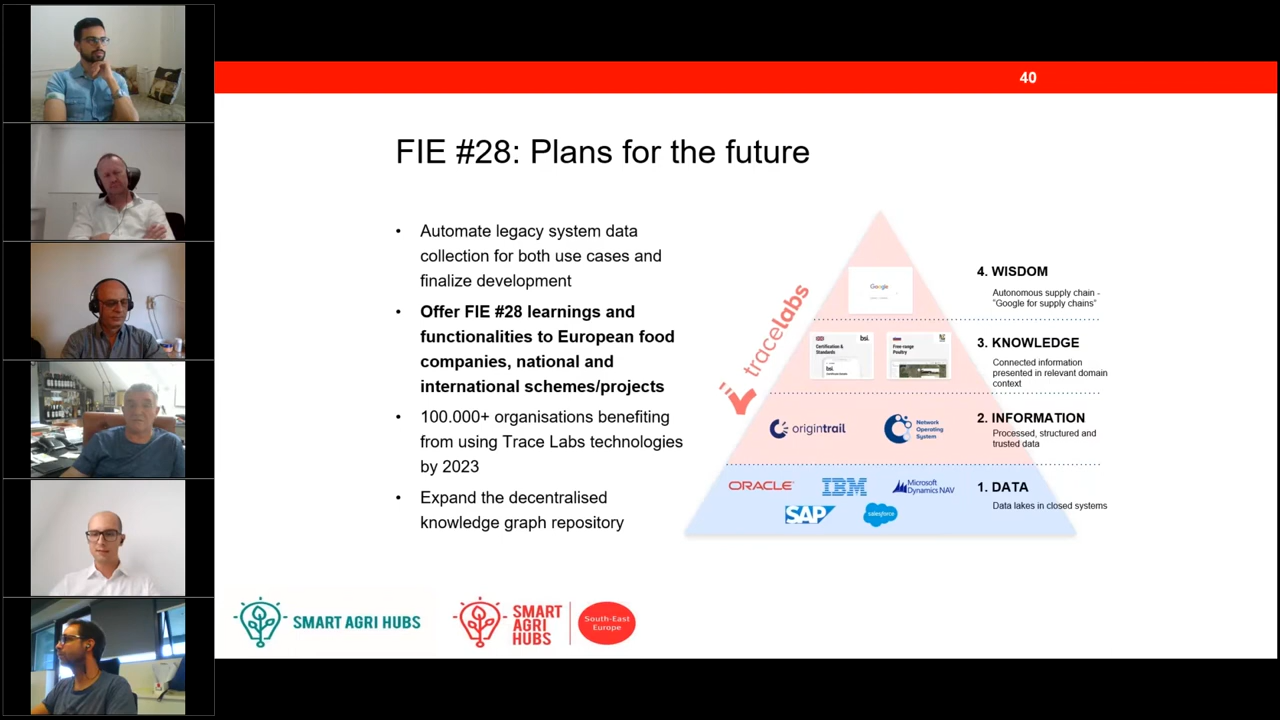 40
FIE #28: Plans for the future
• Automate legacy system data
collection for both use cases and
finalize development
• Offer FIE #28 learnings and
functionalities to European food
companies, national and
international schemes/projects
• 100.000+ organisations benefiting
from using Trace Labs technologies
by 2023
• Expand the decentralised
knowledge graph repository
tracelabs
Google
Certification &
Standards
bsi.
bsi.
Free-range
Poultry
origintrail
Network
Operating
System
ORACLE
IBM
Microsoft
Dynamics NAV
SAP
salesforce
4. WISDOM
Autonomous supply chain -
"Google for supply chains"
3. KNOWLEDGE
Connected information
presented in relevant domain
context
2. INFORMATION
Processed, structured and
trusted data
1. DATA
Data lakes in closed systems
SMART AGRI HUBS
SMART
AGRI
HUBS
South-East
Europe